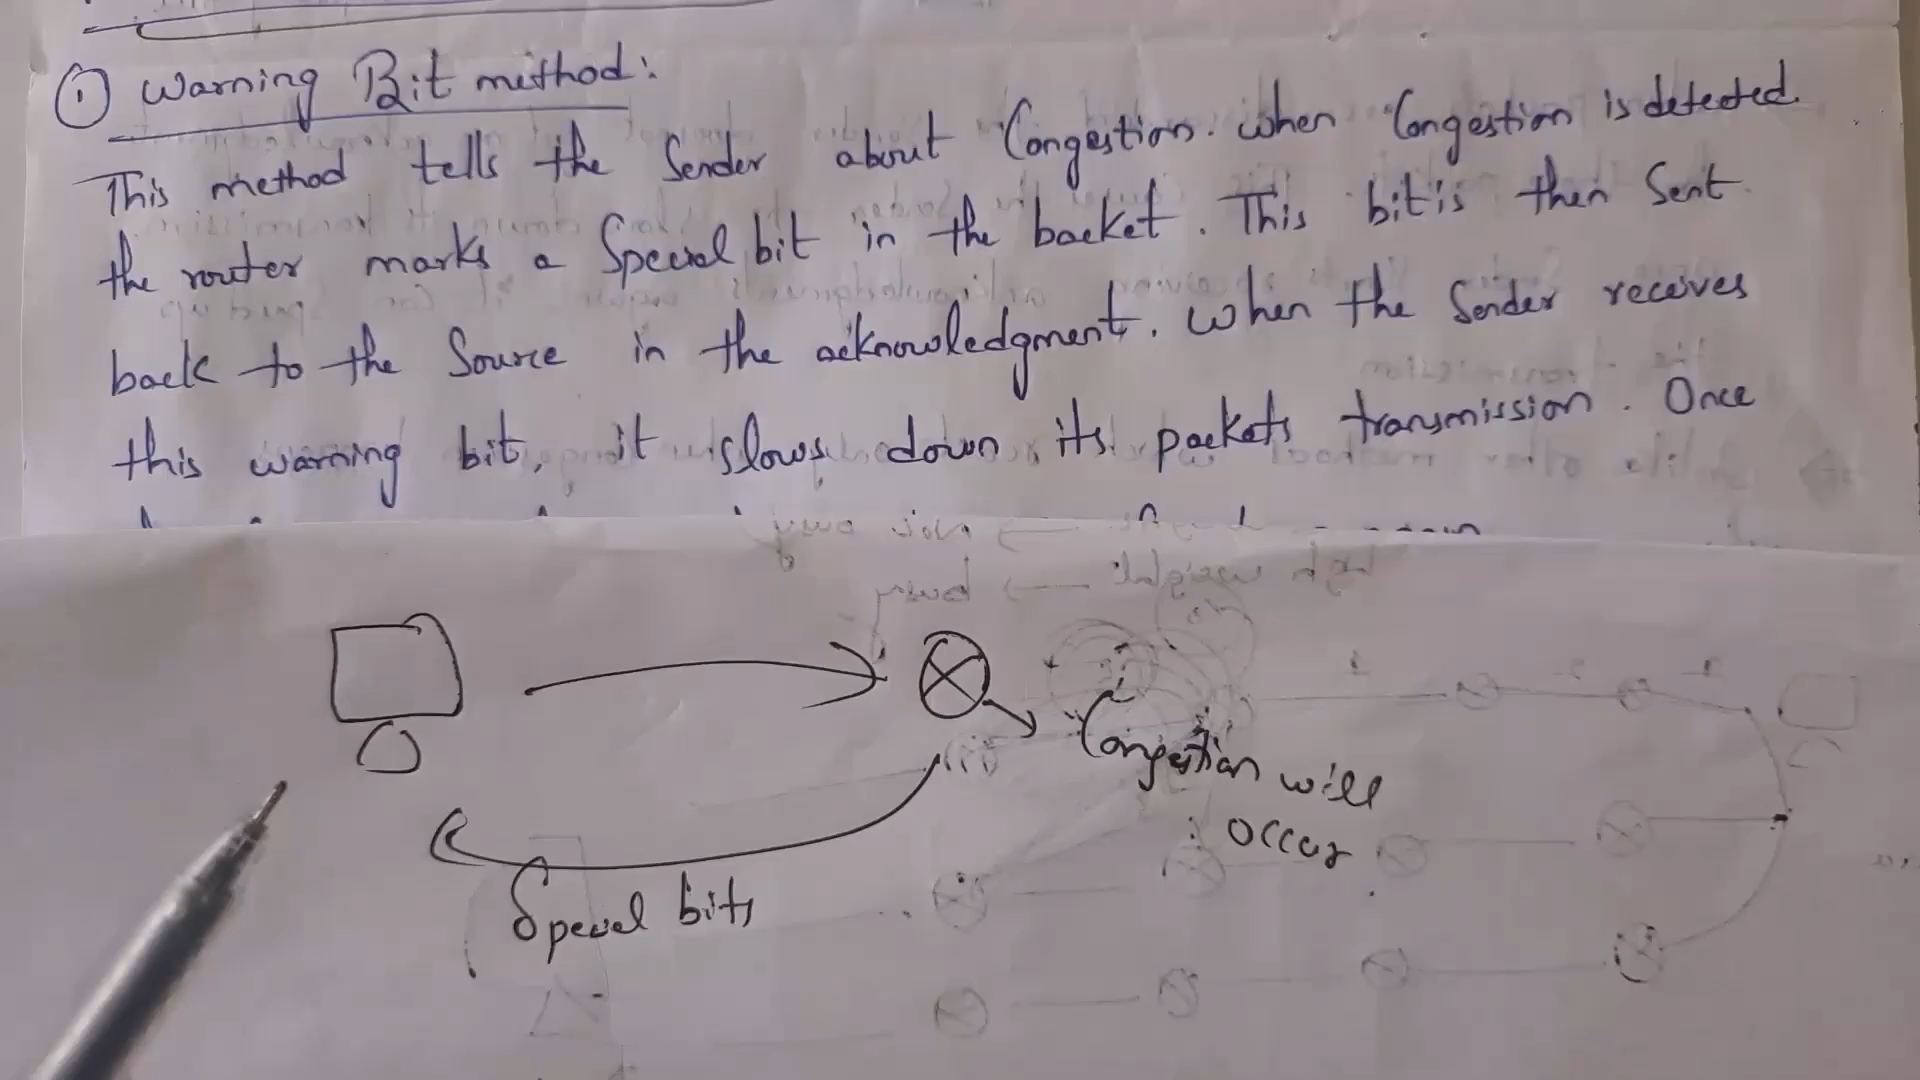 ① Warning Bit method:
This method tells the Sender about Congestion. when Congestion is detected.
the router marks a Special bit in the packet. This bit is then Sent
back to the Source in the acknowledgment. When the Sender receives
this warning bit, it slows down its packets transmission. Once
Congestion will
occur.
Special bits